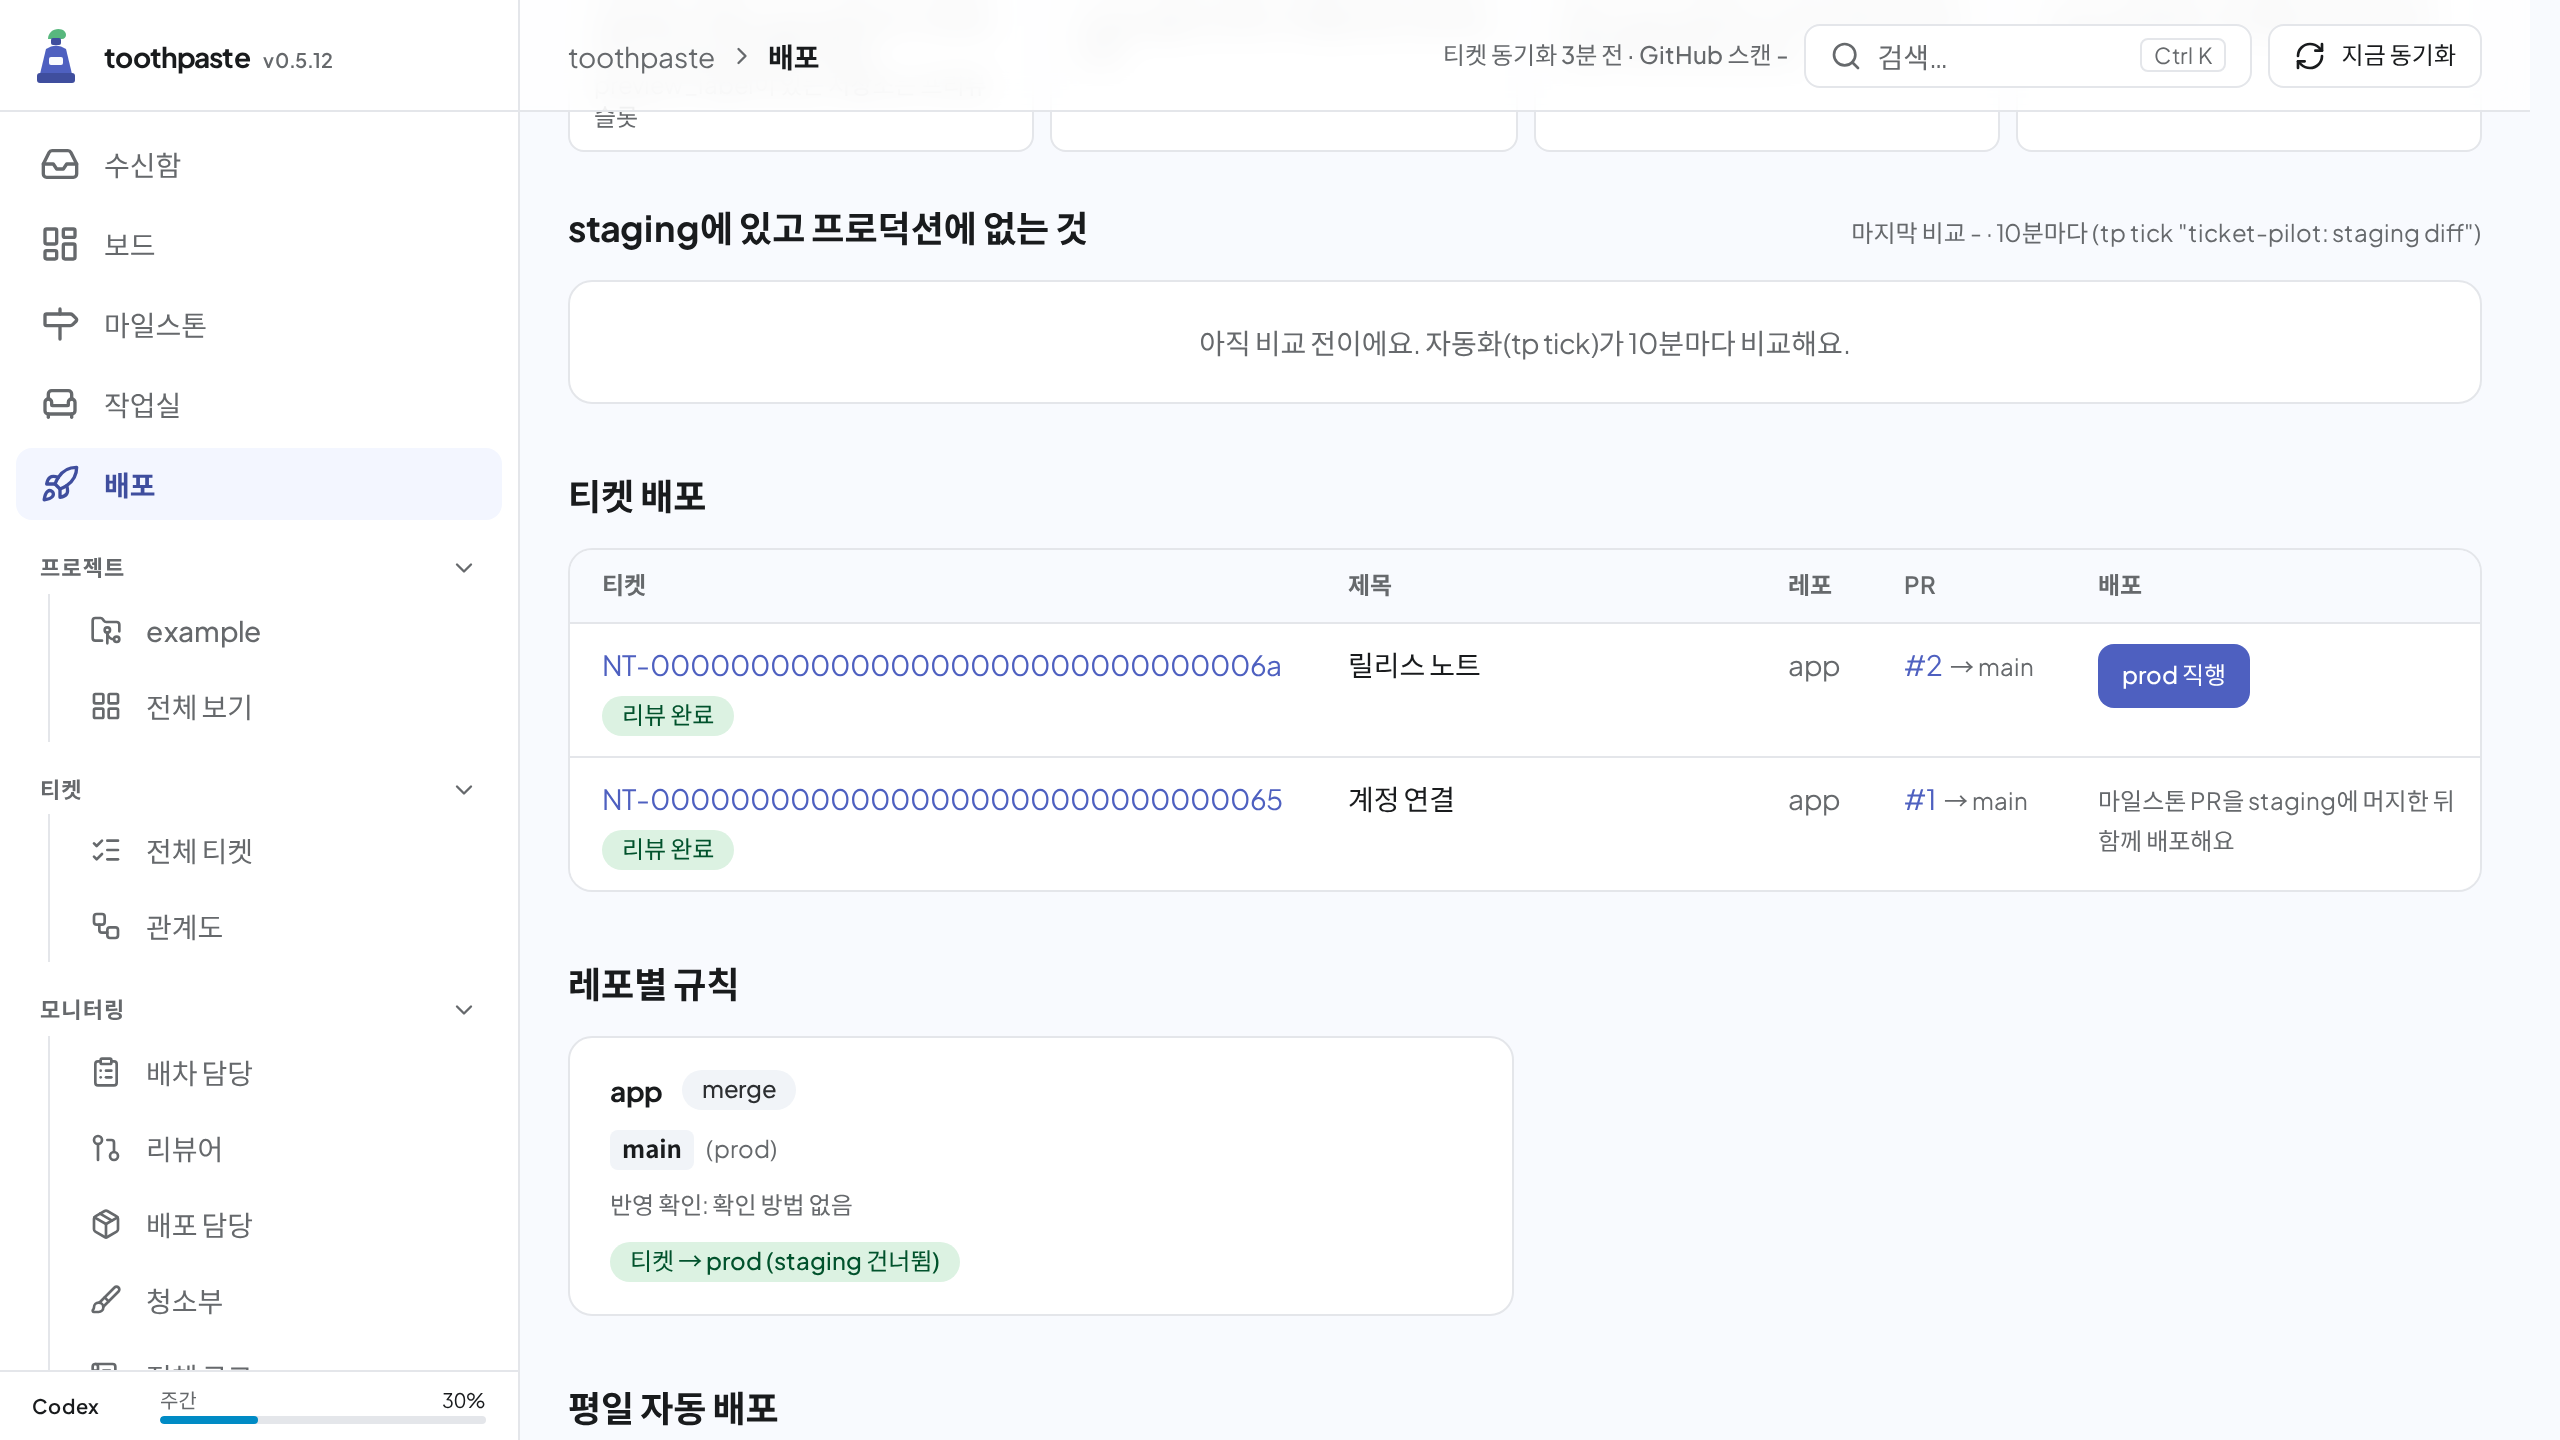 toothpaste v0.5.12
수신함
보드
마일스톤
작업실
배포
프로젝트
example
전체 보기
티켓
전체 티켓
관계도
모니터링
배차 담당
리뷰어
배포 담당
청소부
Codex
주간
30%
toothpaste > 배포
티켓 동기화 3분 전 · GitHub 스캔 -
검색...
Ctrl K
지금 동기화
슬롯
staging에 있고 프로덕션에 없는 것
마지막 비교 - · 10분마다 (tp tick "ticket-pilot: staging diff")
아직 비교 전이에요. 자동화(tp tick)가 10분마다 비교해요.
티켓 배포
티켓 제목 레포 PR 배포
NT-0000000000000000000000000000006a 릴리스 노트 app #2 → main prod 직행
리뷰 완료
NT-00000000000000000000000000000065 계정 연결 app #1 → main 마일스톤 PR을 staging에 머지한 뒤
함께 배포해요
리뷰 완료
레포별 규칙
app merge
main (prod)
반영 확인: 확인 방법 없음
티켓 → prod (staging 건너뜀)
평일 자동 배포